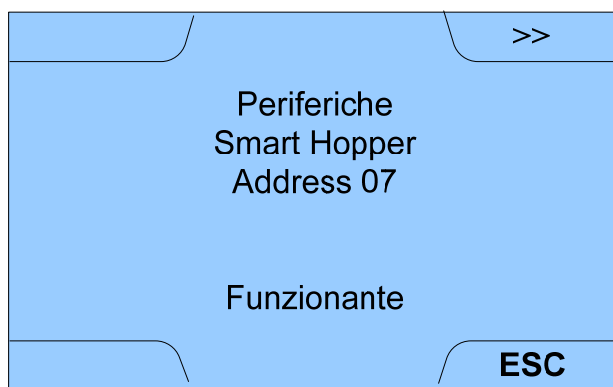 >>
Periferiche
Smart Hopper
Address 07
Funzionante
ESC